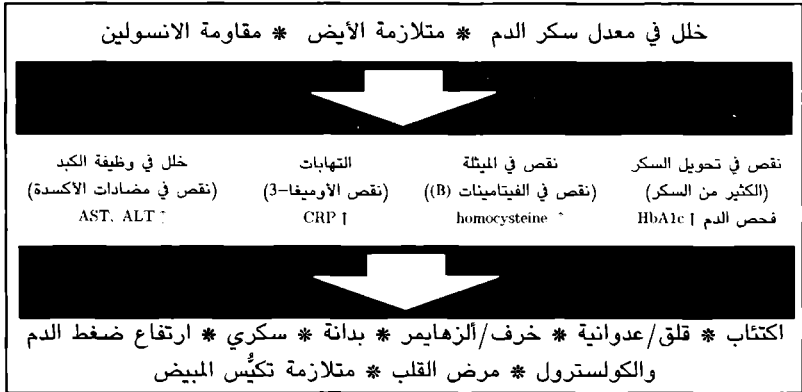 خلل في معدل سكر الدم * متلازمة الأيض * مقاومة الانسولين
نقص في تحويل السكر
(الكثير من السكر)
فحص الدم ↑ HbA1c
نقص في الميثلة
(نقص في الفيتامينات (B))
homocysteine ↑
التهابات
(نقص الأوميغا-3)
CRP ↑
خلل في وظيفة الكبد
(نقص في مضادات الأكسدة)
AST، ALT ↑
اكتئاب * قلق/عدوانية * خرف/ألزهايمر * بدانة * سكري * ارتفاع ضغط الدم
والكولسترول * مرض القلب * متلازمة تكيُّس المبيض